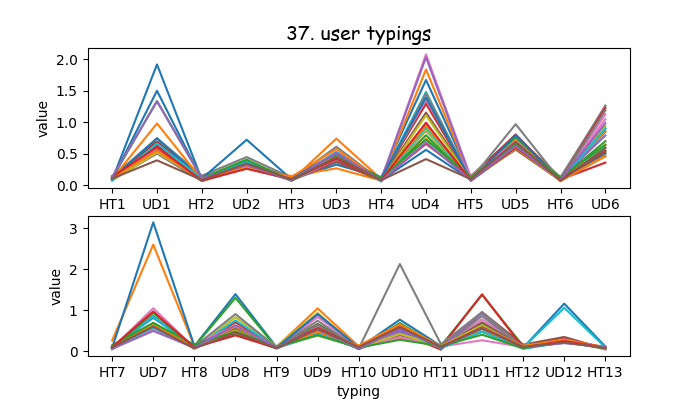 37. user typings
value
2.0
1.5
1.0
0.5
0.0
HT1 UD1 HT2 UD2 HT3 UD3 HT4 UD4 HT5 UD5 HT6 UD6
value
3
2
1
0
HT7 UD7 HT8 UD8 HT9 UD9 HT10 UD10 HT11 UD11 HT12 UD12 HT13
typing